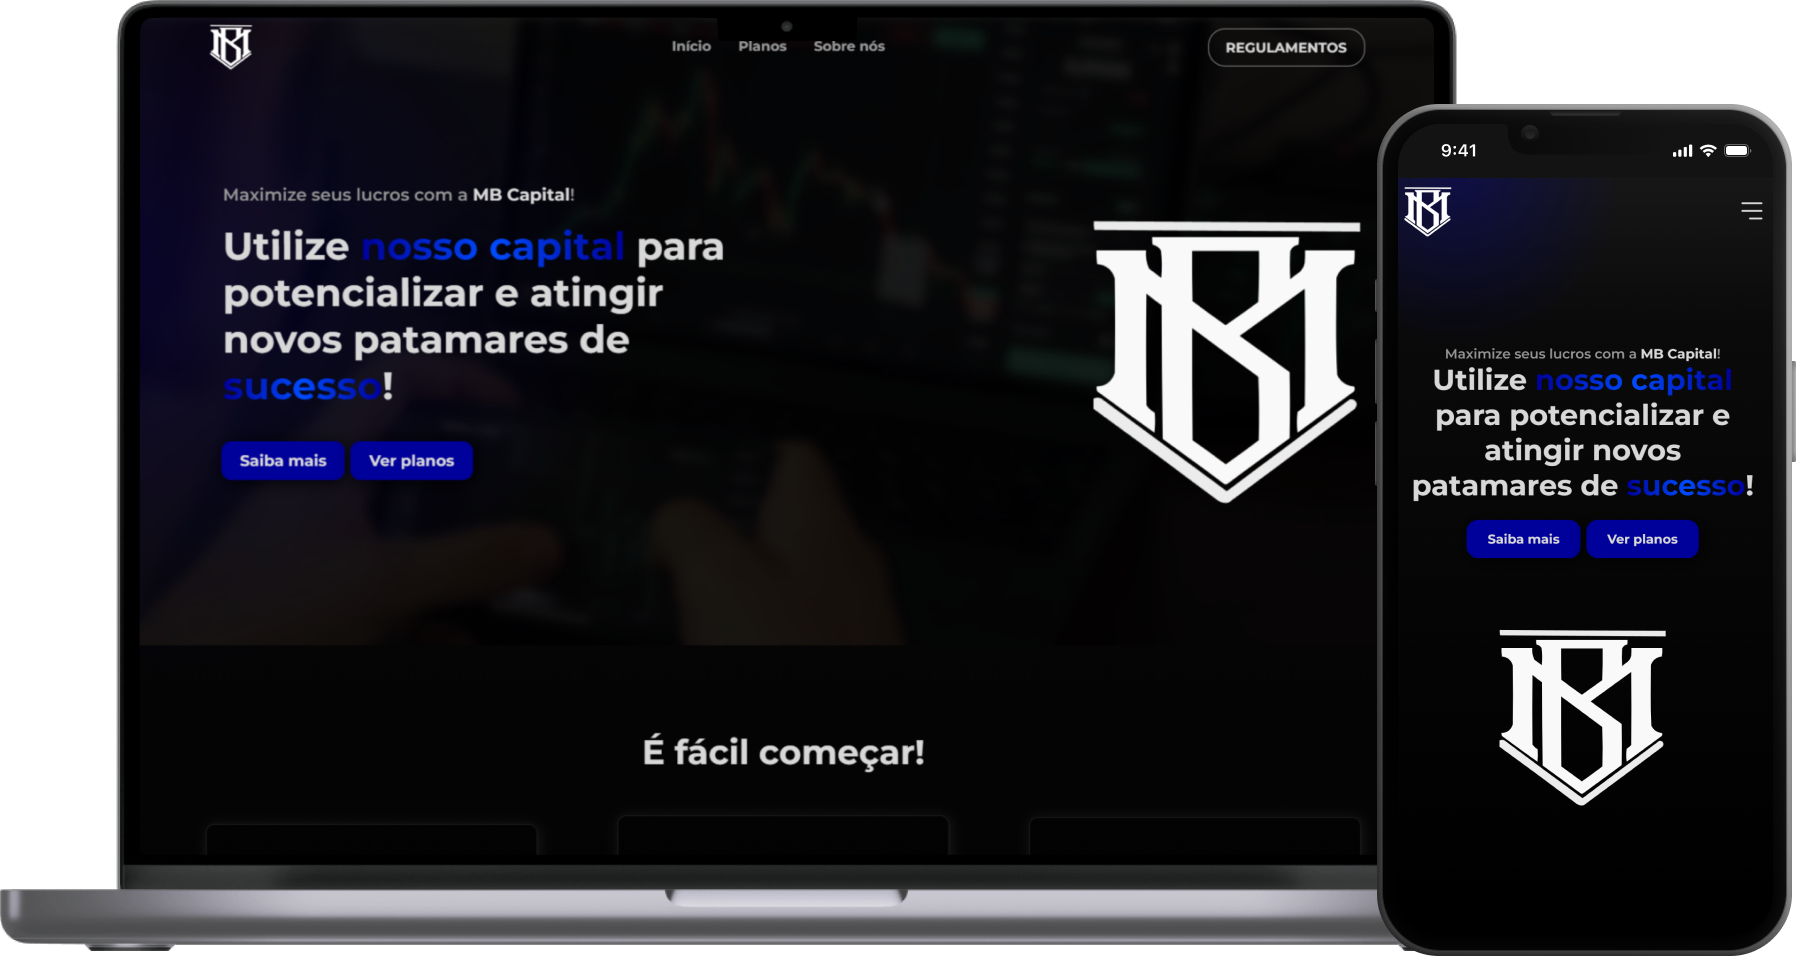 Início Planos Sobre nós
REGULAMENTOS
Maximize seus lucros com a MB Capital!
Utilize nosso capital para
potencializar e atingir
novos patamares de
sucesso!
Saiba mais Ver planos
É fácil começar!
9:41
Maximize seus lucros com a MB Capital!
Utilize nosso capital
para potencializar e
atingir novos
patamares de sucesso!
Saiba mais Ver planos